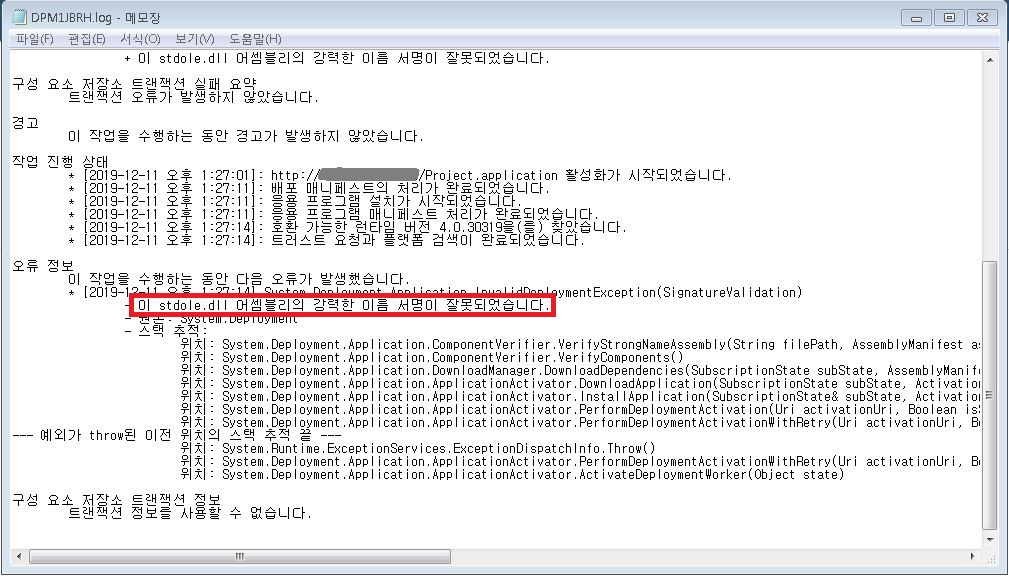 DPM1JBRH.log - 메모장
파일(F) 편집(E) 서식(O) 보기(V) 도움말(H)
+ 이 stdole.dll 어셈블리의 강력한 이름 서명이 잘못되었습니다.
구성 요소 저장소 트랜잭션 실패 요약
트랜잭션 오류가 발생하지 않았습니다.
경고
이 작업을 수행하는 동안 경고가 발생하지 않았습니다.
작업 진행 상태
* [2019-12-11 오후 1:27:01]: http:// /Project.application 활성화가 시작되었습니다.
* [2019-12-11 오후 1:27:11]: 배포 매니페스트의 처리가 완료되었습니다.
* [2019-12-11 오후 1:27:11]: 응용 프로그램 설치가 시작되었습니다.
* [2019-12-11 오후 1:27:11]: 응용 프로그램 매니페스트 처리가 완료되었습니다.
* [2019-12-11 오후 1:27:14]: 호환 가능한 런타임 버전 4.0.30319을(를) 찾았습니다.
* [2019-12-11 오후 1:27:14]: 트러스트 요청과 플랫폼 검색이 완료되었습니다.
오류 정보
이 작업을 수행하는 동안 다음 오류가 발생했습니다.
* [2019-12-11 오후 1:27:14] System.Deployment.Application.InvalidDeploymentException(SignatureValidation)
- 이 stdole.dll 어셈블리의 강력한 이름 서명이 잘못되었습니다.
- 원본: System.Deployment
- 스택 추적:
위치: System.Deployment.Application.ComponentVerifier.VerifyStrongNameAssembly(String filePath, AssemblyManifest as
위치: System.Deployment.Application.ComponentVerifier.VerifyComponents()
위치: System.Deployment.Application.DownloadManager.DownloadDependencies(SubscriptionState subState, AssemblyManif
위치: System.Deployment.Application.ApplicationActivator.DownloadApplication(SubscriptionState subState, Activation
위치: System.Deployment.Application.ApplicationActivator.InstallApplication(SubscriptionState& subState, Activation
위치: System.Deployment.Application.ApplicationActivator.PerformDeploymentActivation(Uri activationUri, Boolean isS
위치: System.Deployment.Application.ApplicationActivator.PerformDeploymentActivationWithRetry(Uri activationUri, Bo
--- 예외가 throw된 이전 위치의 스택 추적 끝 ---
위치: System.Runtime.ExceptionServices.ExceptionDispatchInfo.Throw()
위치: System.Deployment.Application.ApplicationActivator.PerformDeploymentActivationWithRetry(Uri activationUri, Bo
위치: System.Deployment.Application.ApplicationActivator.ActivateDeploymentWorker(Object state)
구성 요소 저장소 트랜잭션 정보
트랜잭션 정보를 사용할 수 없습니다.